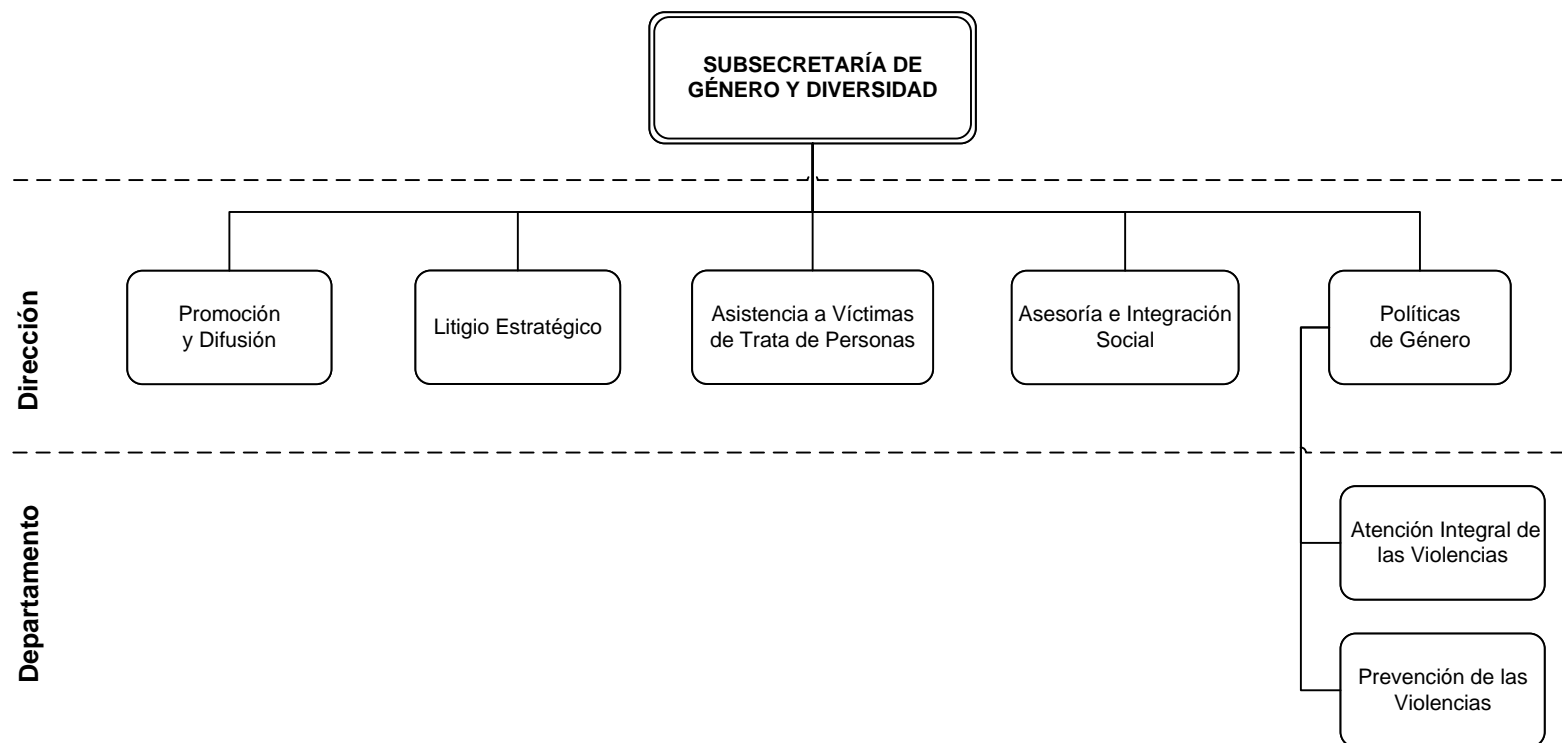 SUBSECRETARÍA DE
GÉNERO Y DIVERSIDAD
Dirección
Promoción
y Difusión
Litigio Estratégico
Asistencia a Víctimas
de Trata de Personas
Asesoría e Integración
Social
Políticas
de Género
Departamento
Atención Integral de
las Violencias
Prevención de las
Violencias